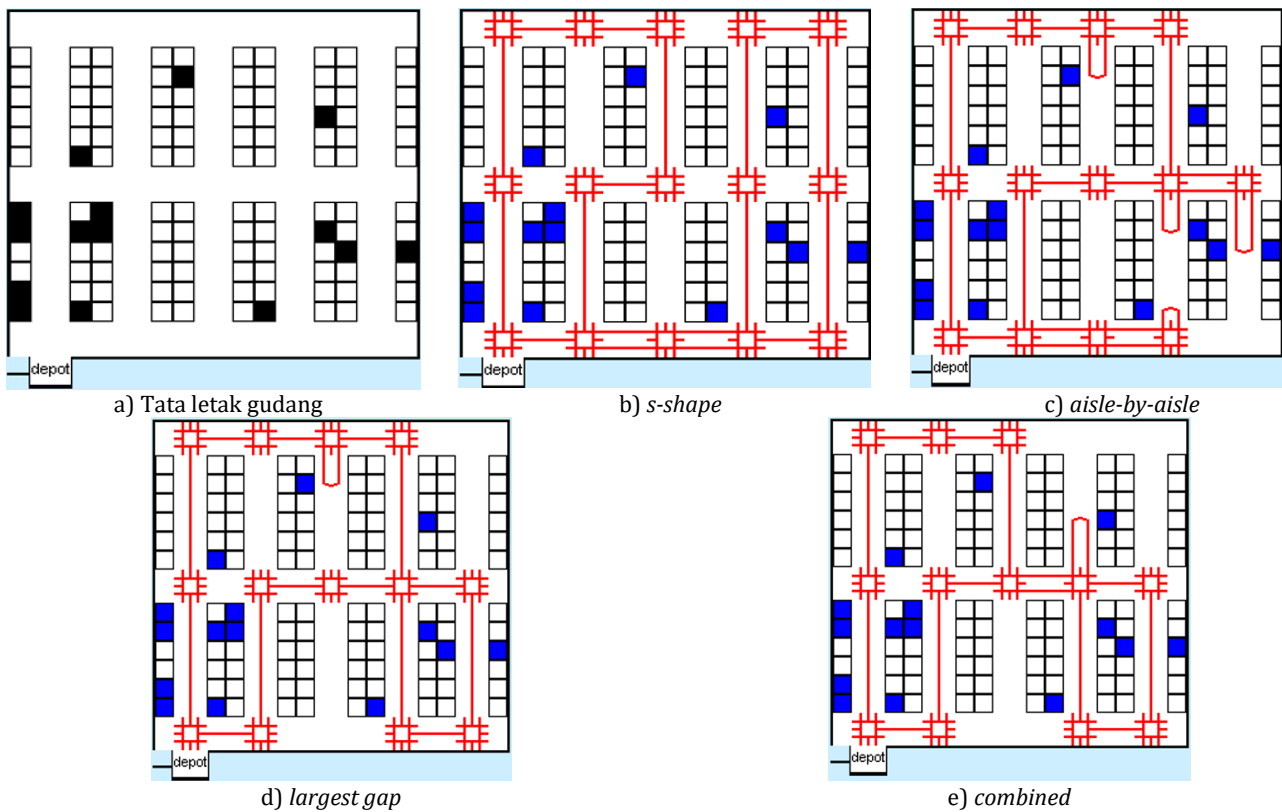 depot
depot
depot
a) Tata letak gudang
b) s-shape
c) aisle-by-aisle
depot
depot
d) largest gap
e) combined